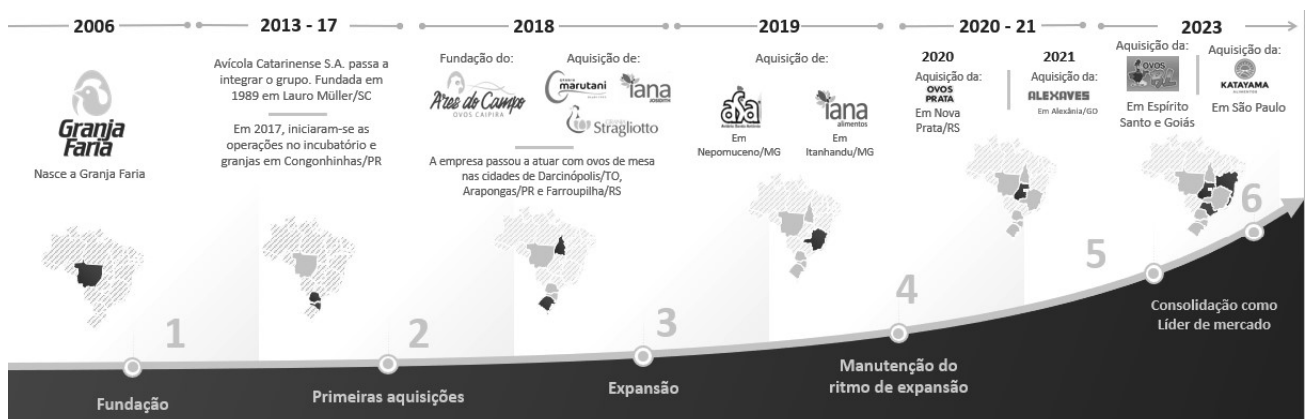 2006
Granja
Faria
Nasce a Granja Faria
2013 - 17
Avícola Catarinense S.A. passa a
integrar o grupo. Fundada em
1989 em Lauro Müller/SC
Em 2017, iniciaram-se as
operações no incubatório e
granjas em Congonhinhas/PR
2018
Fundação do:
Ares do Campo
OVOS CAIPIRA
Aquisição de:
marutani
iana
Stragliotto
A empresa passou a atuar com ovos de mesa
nas cidades de Darcinópolis/TO,
Arapongas/PR e Farroupilha/RS
2019
Aquisição de:
asa
Em
Nepomuceno/MG
iana
alimentos
Em
Itanhandu/MG
2020 - 21
2020
Aquisição da:
OVOS
PRATA
Em Nova
Prata/RS
2021
Aquisição da:
ALEXAVES
Em Alexânia/GO
2023
Aquisição da:
OVOS
Em Espírito
Santo e Goiás
Aquisição da:
KATAYAMA
ALIMENTOS
Em São Paulo
1
2
3
4
5
6
Fundação
Primeiras aquisições
Expansão
Manutenção do
ritmo de expansão
Consolidação como
Líder de mercado